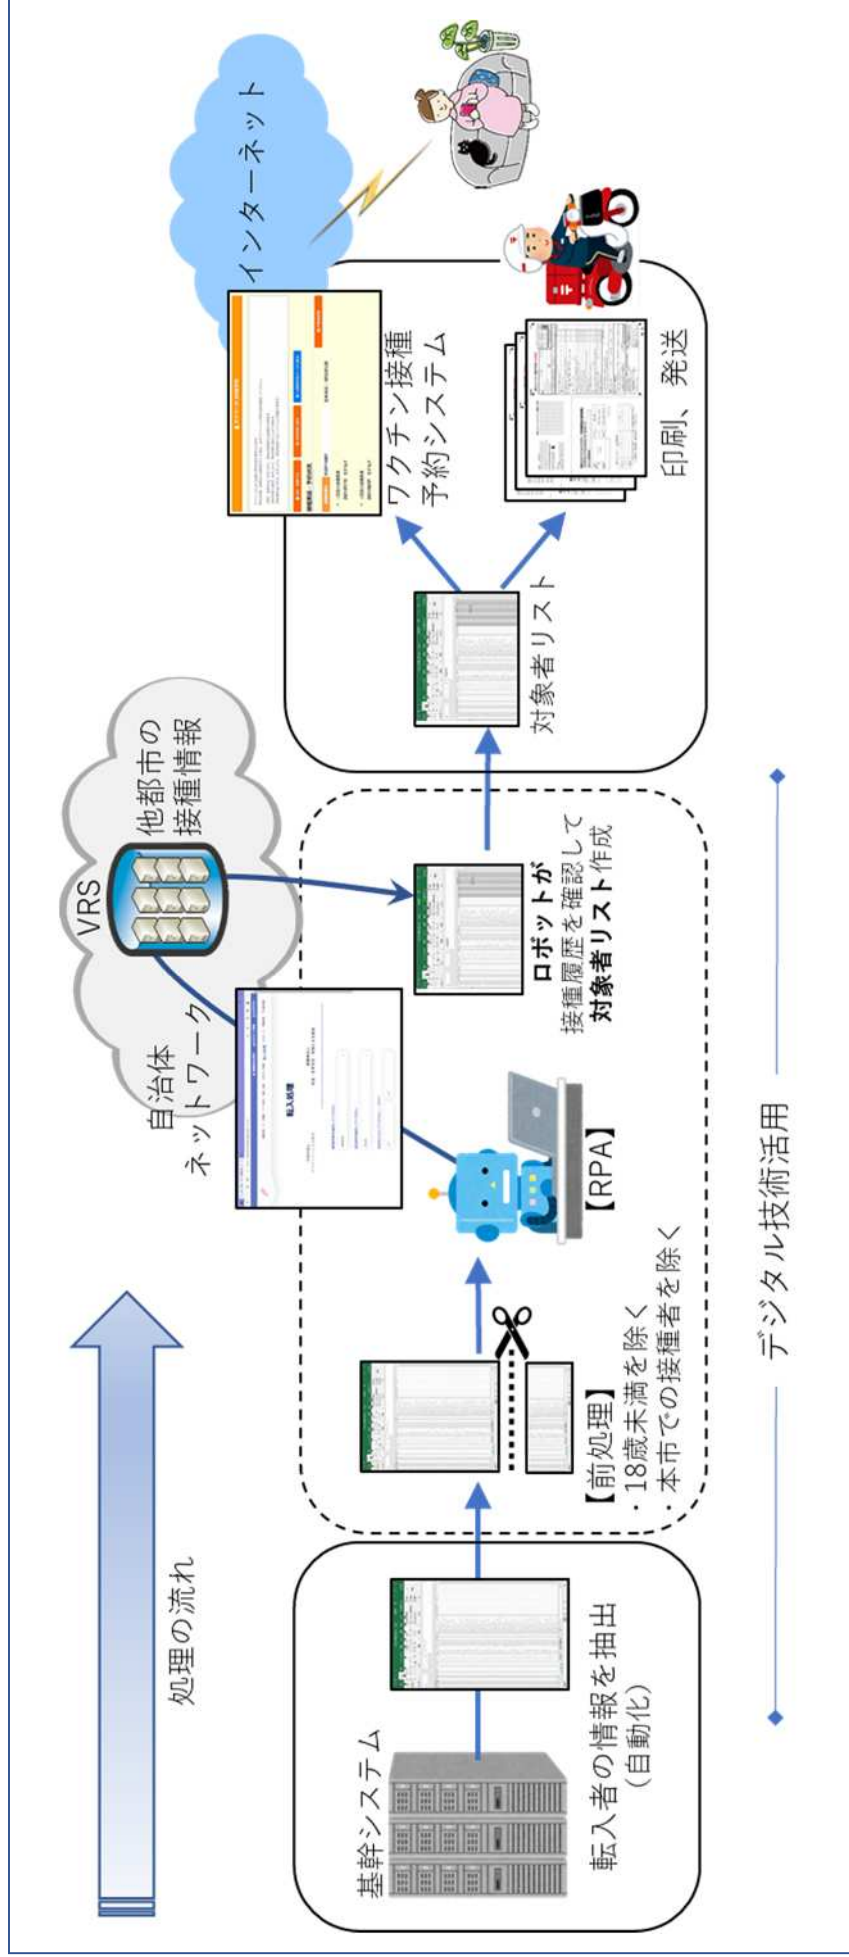 処理の流れ
基幹システム
転入者の情報を抽出
(自動化)
【前処理】
・18歳未満を除く
・本市での接種者を除く
【RPA】
転入処理
自治体
ネットワーク
VRS
他都市の
接種情報
ロボットが
接種履歴を確認して
対象者リスト作成
対象者リスト
インターネット
ワクチン接種
予約システム
印刷、発送
デジタル技術活用